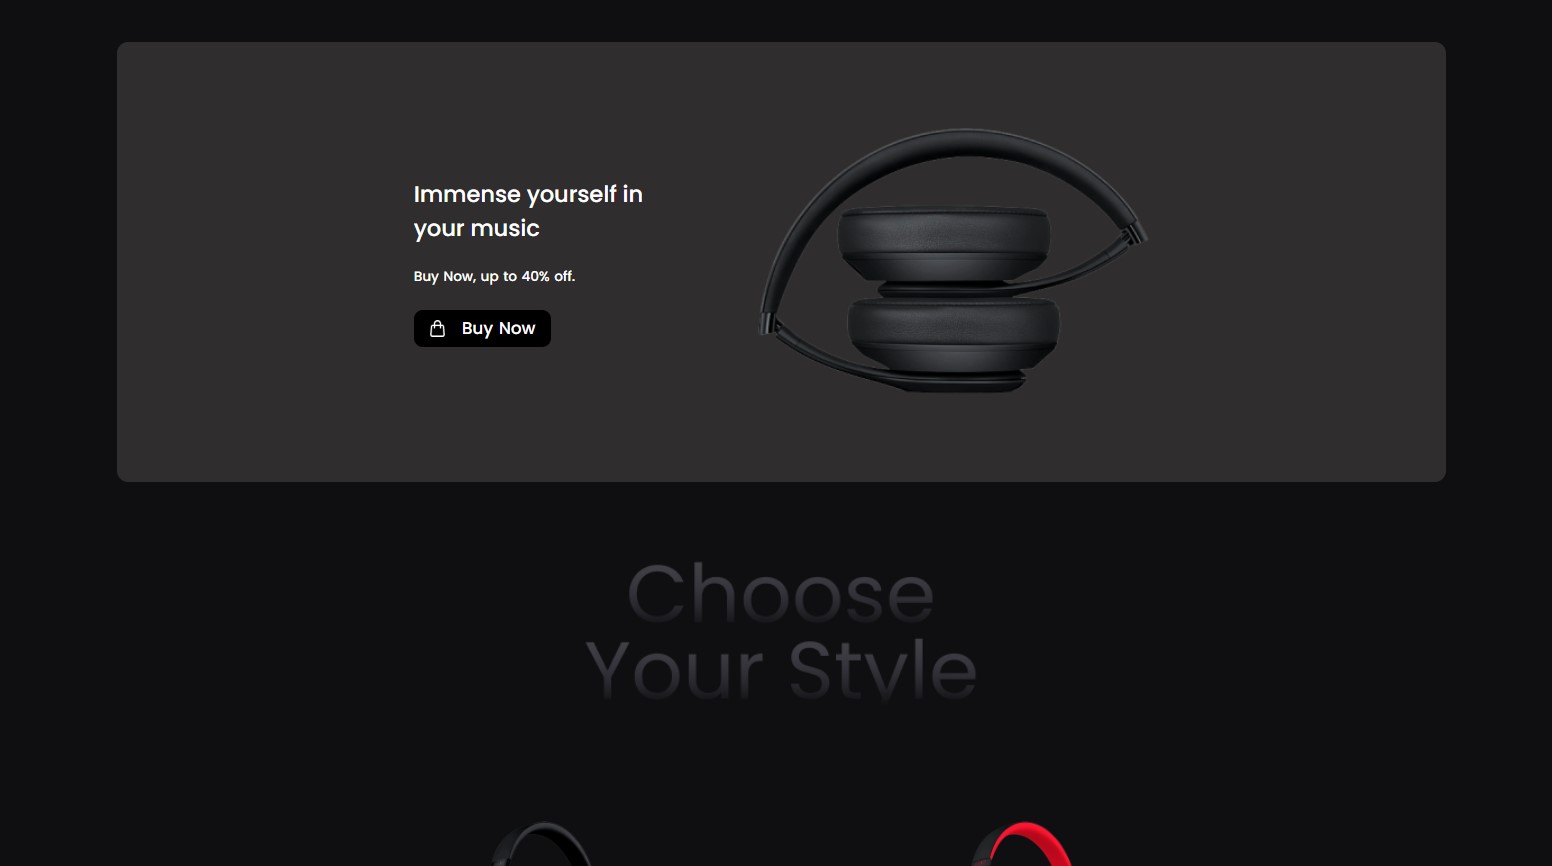 Immense yourself in
your music
Buy Now, up to 40% off.
Buy Now
Choose
Your Style